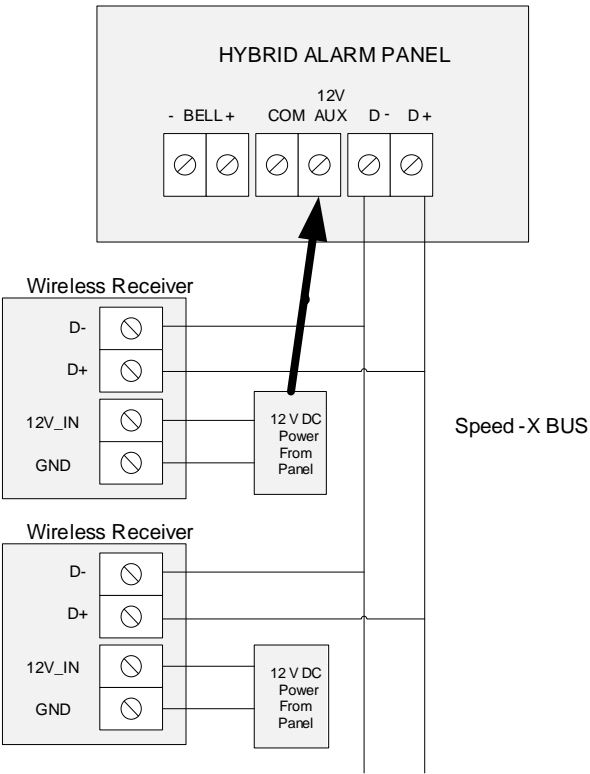 HYBRID ALARM PANEL
12V
- BELL + COM AUX D - D +
Wireless Receiver
D-
D+
12V_IN
GND
12 V DC
Power
From
Panel
Speed -X BUS
Wireless Receiver
D-
D+
12V_IN
GND
12 V DC
Power
From
Panel